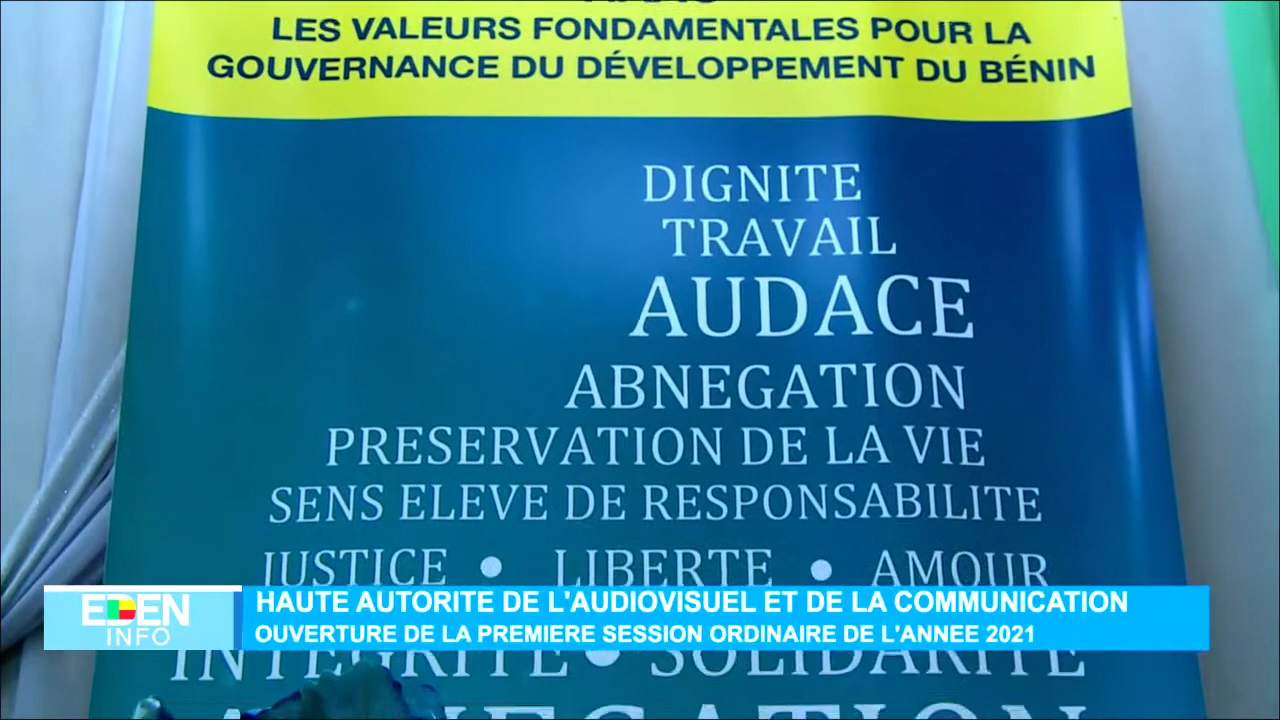 LES VALEURS FONDAMENTALES POUR LA
GOUVERNANCE DU DÉVELOPPEMENT DU BÉNIN
DIGNITE
TRAVAIL
AUDACE
ABNEGATION
PRESERVATION DE LA VIE
SENS ELEVE DE RESPONSABILITE
JUSTICE • LIBERTE • AMOUR
EDEN
INFO
HAUTE AUTORITE DE L'AUDIOVISUEL ET DE LA COMMUNICATION
OUVERTURE DE LA PREMIERE SESSION ORDINAIRE DE L'ANNEE 2021
INTEGRITE • SOLIDARITE